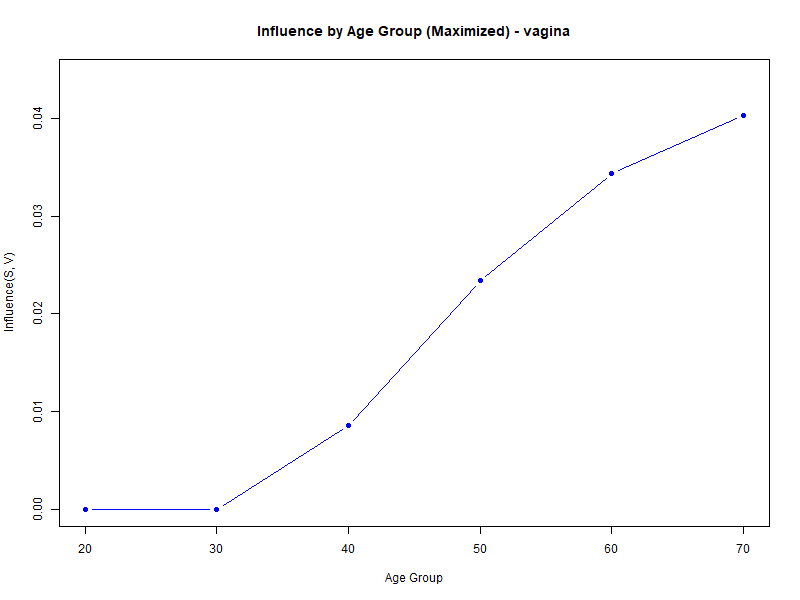 Influence by Age Group (Maximized) - vagina
Influence(S, V)
0.04
0.03
0.02
0.01
0.00
20 30 40 50 60 70
Age Group